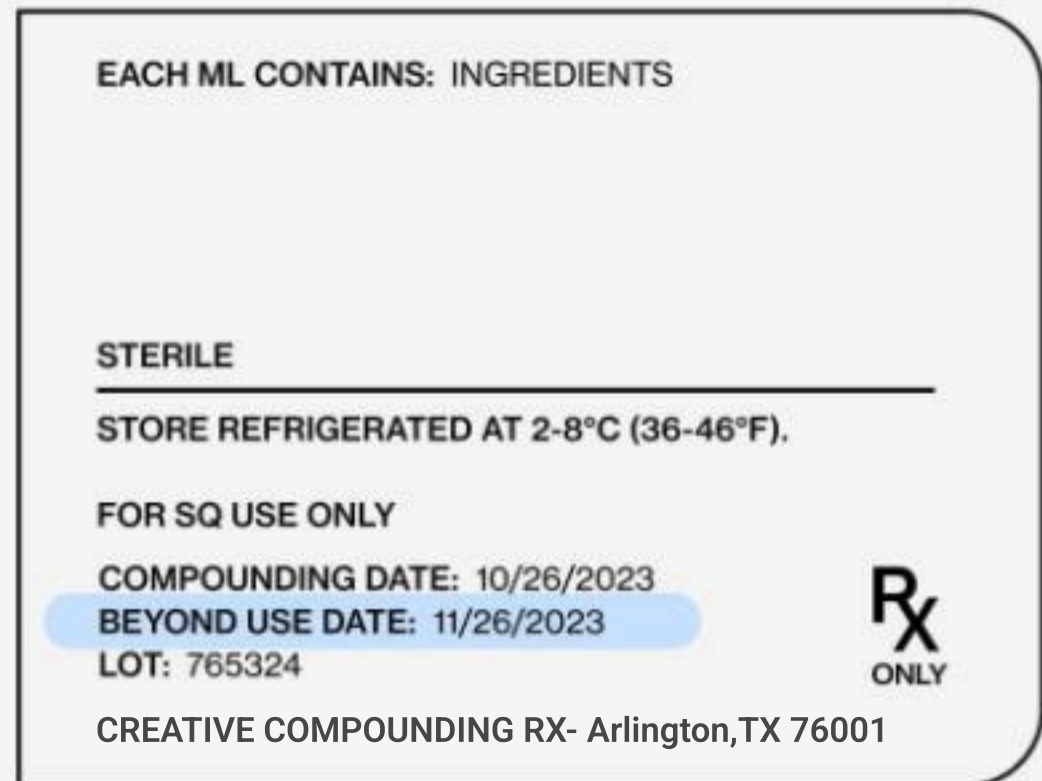 EACH ML CONTAINS: INGREDIENTS
STERILE
STORE REFRIGERATED AT 2-8°C (36-46°F).
FOR SQ USE ONLY
COMPOUNDING DATE: 10/26/2023
BEYOND USE DATE: 11/26/2023
LOT: 765324
Rx
ONLY
CREATIVE COMPOUNDING RX- Arlington,TX 76001